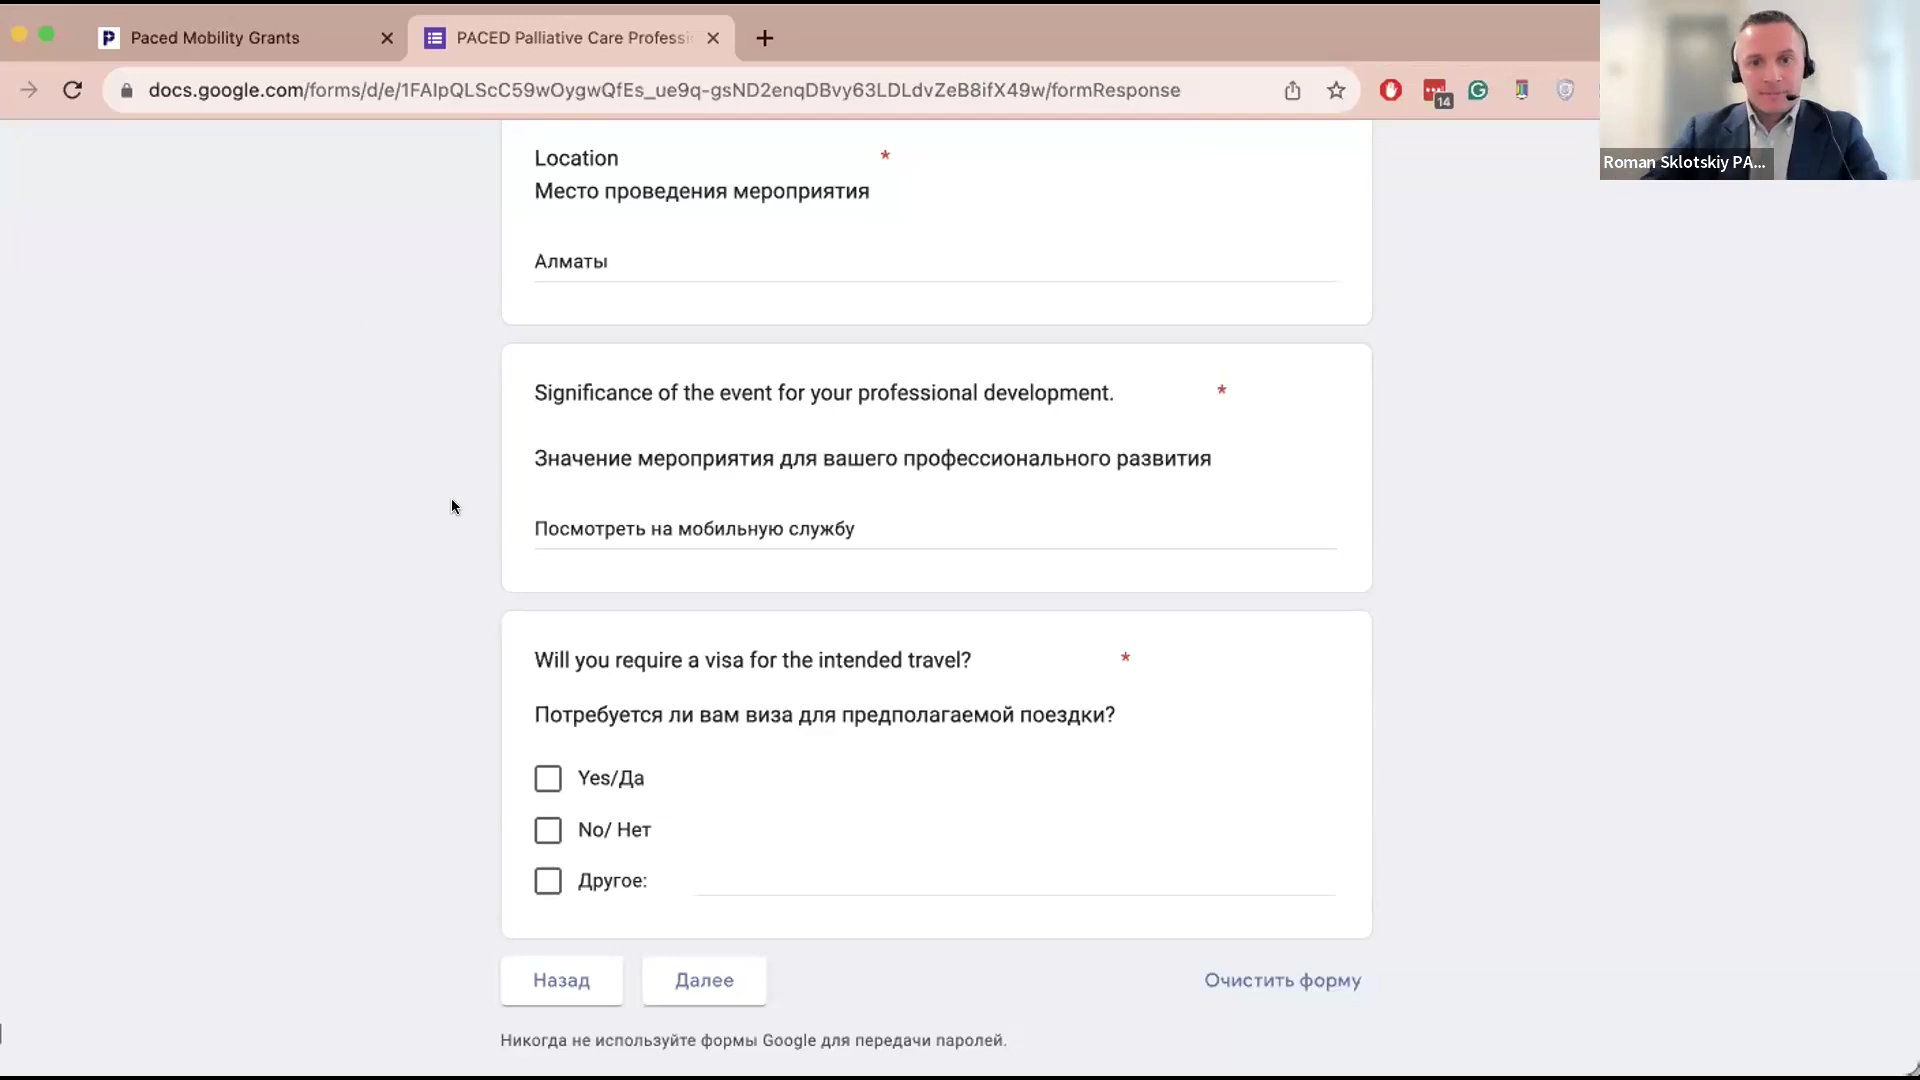 Paced Mobility Grants
PACED Palliative Care Professi
docs.google.com/forms/d/e/1FAIpQLScC59wOygwQfEs_ue9q-gsND2enqDBvy63LDLdvZeB8ifX49w/formResponse
14
Roman Sklotskiy PA...
Location *
Место проведения мероприятия
Алматы
Significance of the event for your professional development. *
Значение мероприятия для вашего профессионального развития
Посмотреть на мобильную службу
Will you require a visa for the intended travel? *
Потребуется ли вам виза для предполагаемой поездки?
Yes/Да
No/ Нет
Другое:
Назад
Далее
Очистить форму
Никогда не используйте формы Google для передачи паролей.